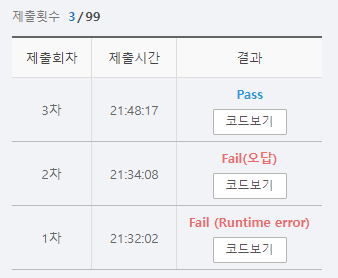 제출횟수 3/99
제출회차 제출시간 결과
3차 21:48:17 Pass
코드보기
2차 21:34:08 Fail(오답)
코드보기
1차 21:32:02 Fail (Runtime error)
코드보기